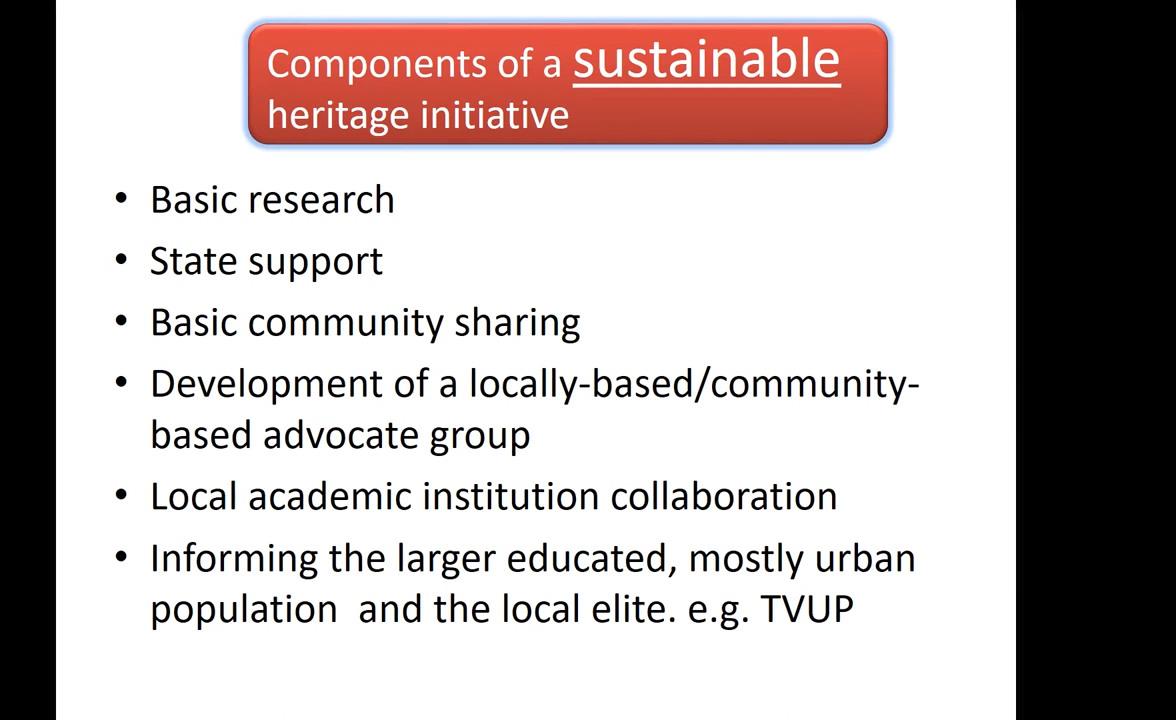 Components of a sustainable
heritage initiative
• Basic research
• State support
• Basic community sharing
• Development of a locally-based/community-
based advocate group
• Local academic institution collaboration
• Informing the larger educated, mostly urban
population  and the local elite. e.g. TVUP